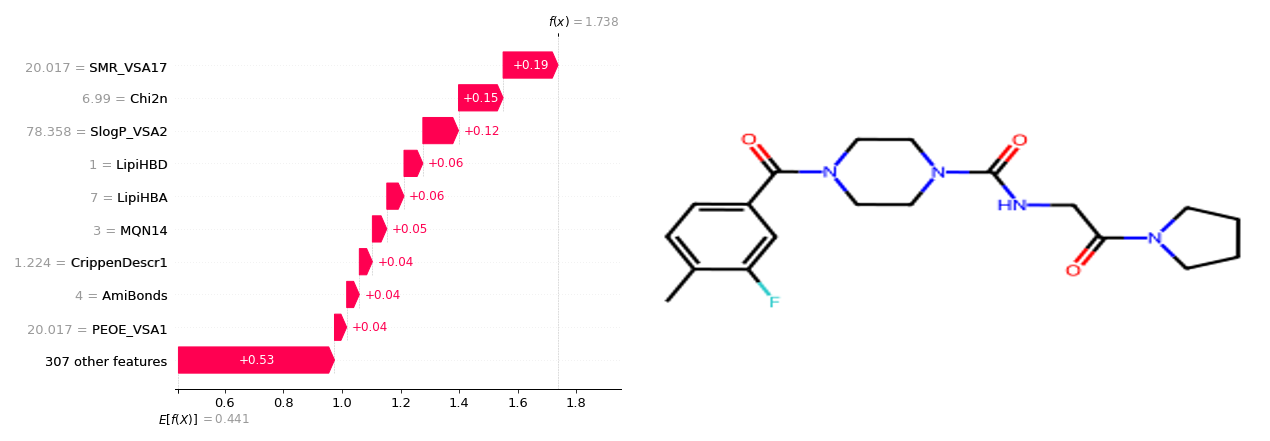 f(x) = 1.738
20.017 = SMR_VSA17
+0.19
6.99 = Chi2n
+0.15
78.358 = SlogP_VSA2
+0.12
1 = LipiHBD
+0.06
7 = LipiHBA
+0.06
3 = MQN14
+0.05
1.224 = CrippenDescr1
+0.04
4 = AmiBonds
+0.04
20.017 = PEOE_VSA1
+0.04
307 other features
+0.53
0.6 0.8 1.0 1.2 1.4 1.6 1.8
E[f(X)] = 0.441
O
O
N
N
HN
N
O
F